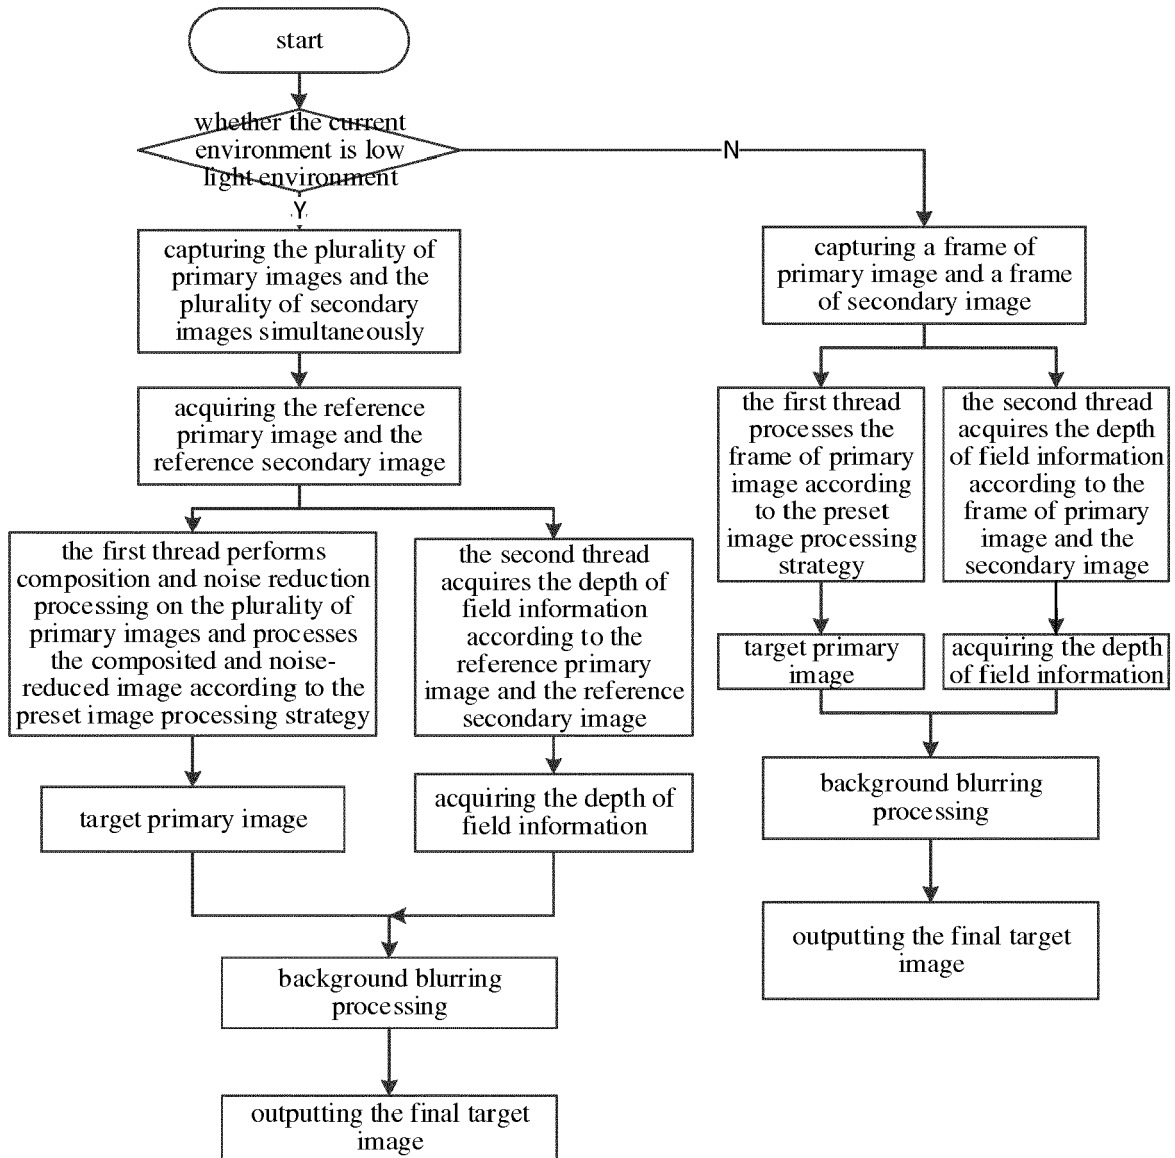 start
whether the current
environment is low
light environment
N
Y
capturing the plurality of
primary images and the
plurality of secondary
images simultaneously
capturing a frame of
primary image and a frame
of secondary image
acquiring the reference
primary image and the
reference secondary image
the first thread
processes the
frame of primary
image according
to the preset
image processing
strategy
the second thread
acquires the depth
of field information
according to the
frame of primary
image and the
secondary image
the first thread performs
composition and noise reduction
processing on the plurality of
primary images and processes
the composited and noise-
reduced image according to the
preset image processing strategy
the second thread
acquires the depth of
field information
according to the
reference primary
image and the reference
secondary image
target primary
image
acquiring the depth
of field information
target primary image
acquiring the depth of
field information
background blurring
processing
outputting the final target
image
background blurring
processing
outputting the final target
image